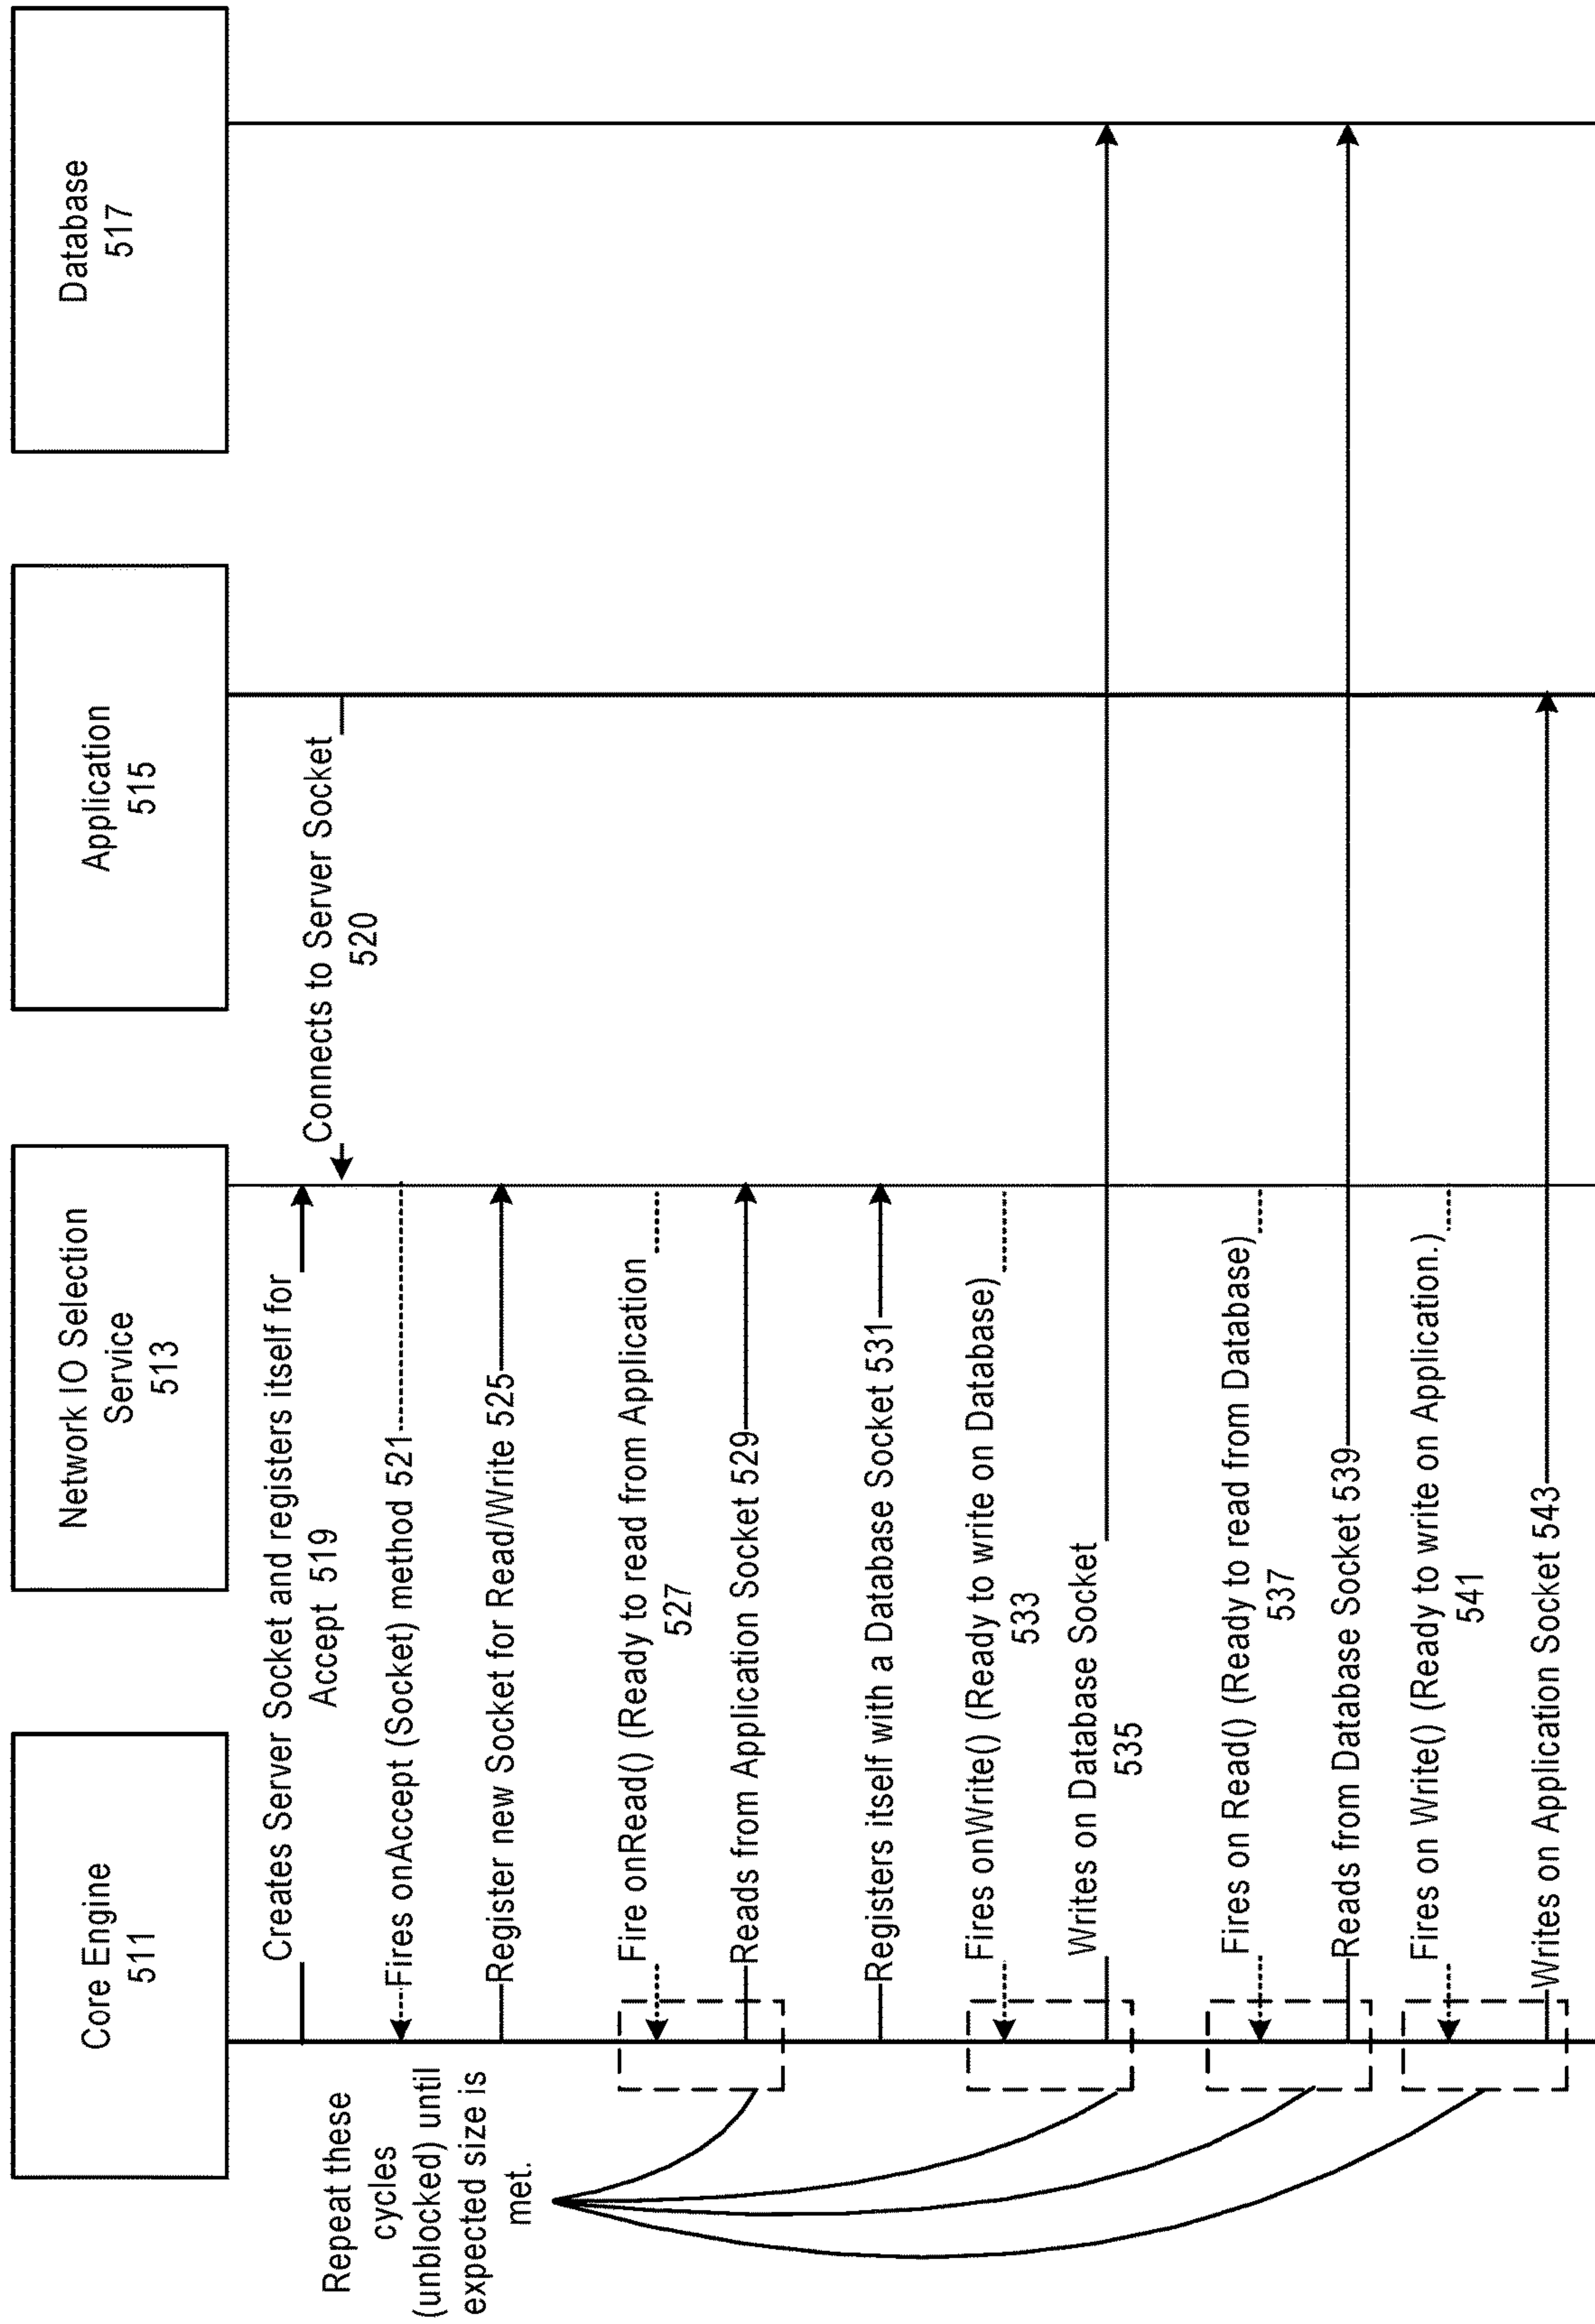 Core Engine
511
Network IO Selection
Service
513
Application
515
Database
517
Creates Server Socket and registers itself for
Accept 519
Connects to Server Socket
520
Fires onAccept (Socket) method 521
Register new Socket for Read/Write 525
Repeat these
cycles
(unblocked) until
expected size is
met.
Fire onRead() (Ready to read from Application
527
Reads from Application Socket 529
Registers itself with a Database Socket 531
Fires onWrite() (Ready to write on Database)
533
Writes on Database Socket
535
Fires on Read() (Ready to read from Database)
537
Reads from Database Socket 539
Fires on Write() (Ready to write on Application.)
541
Writes on Application Socket 543